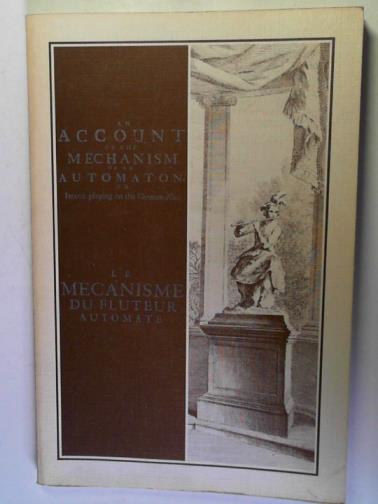 AN
ACCOUNT
OF THE
MECHANISM
OF AN
AUTOMATON,
OR
Image playing on the German-Flute
LE
MECANISME
DU FLUTEUR
AUTOMATE